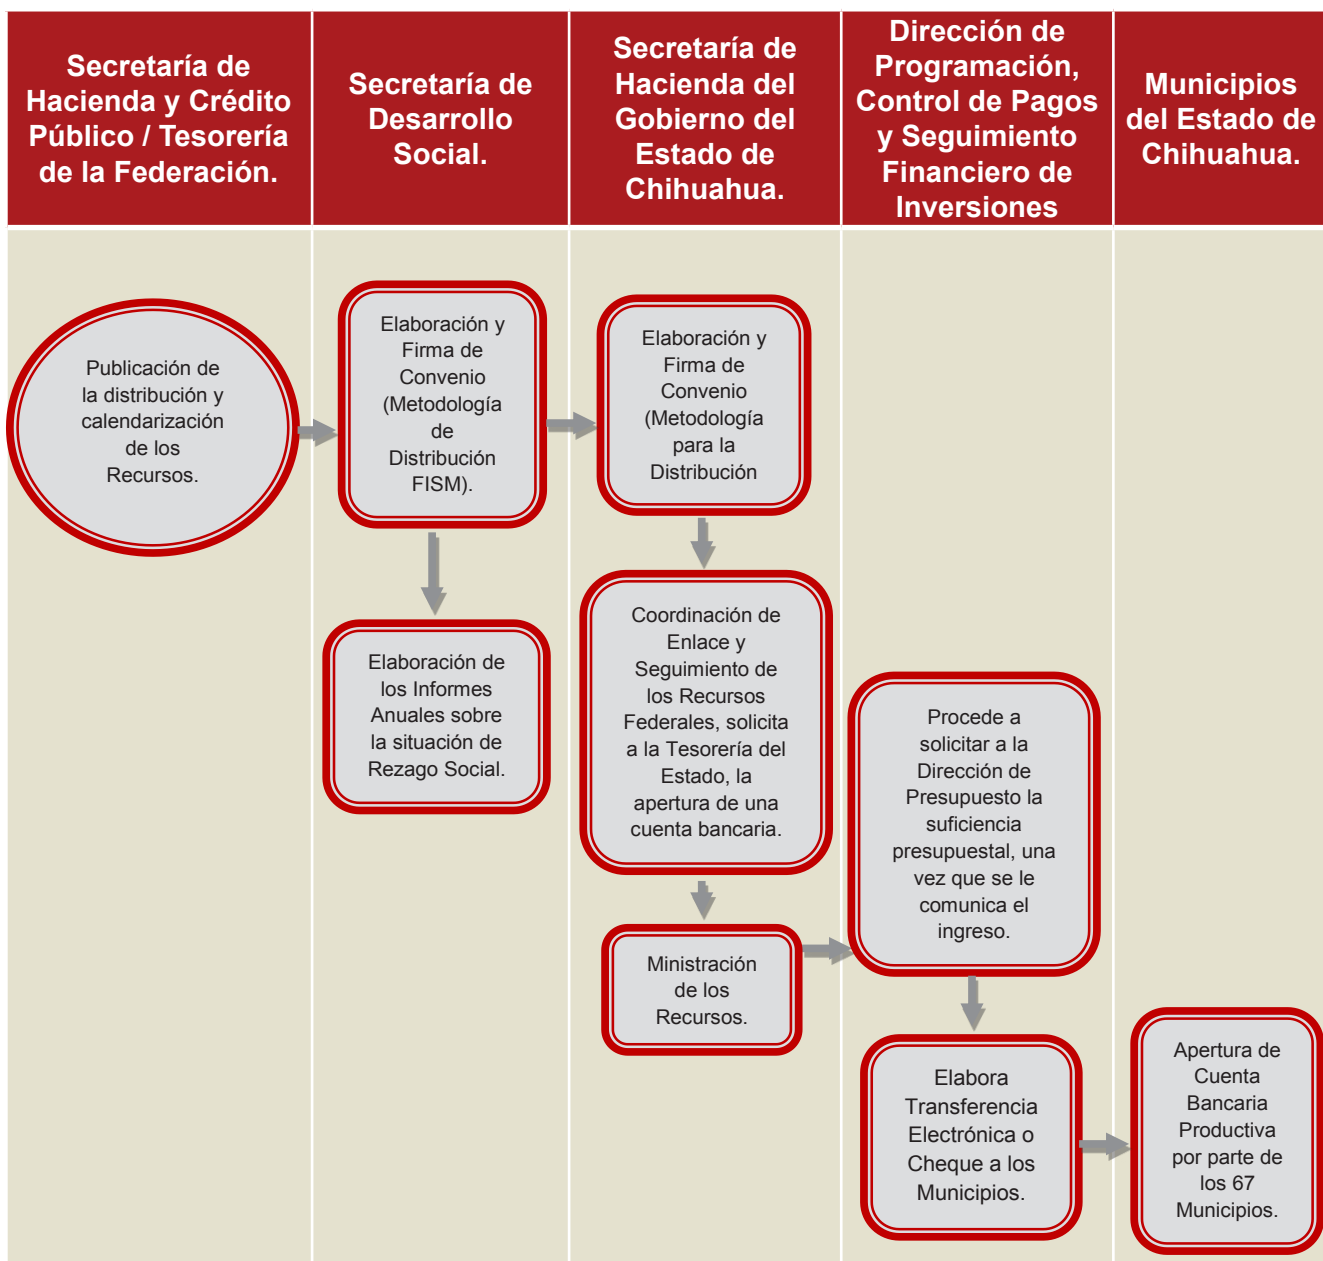 Secretaría de
Hacienda y Crédito
Público / Tesorería
de la Federación.
Secretaría de
Desarrollo
Social.
Secretaría de
Hacienda del
Gobierno del
Estado de
Chihuahua.
Dirección de
Programación,
Control de Pagos
y Seguimiento
Financiero de
Inversiones
Municipios
del Estado de
Chihuahua.
Publicación de
la distribución y
calendarización
de los
Recursos.
Elaboración y
Firma de
Convenio
(Metodología
de
Distribución
FISM).
Elaboración de
los Informes
Anuales sobre
la situación de
Rezago Social.
Elaboración y
Firma de
Convenio
(Metodología
para la
Distribución
Coordinación de
Enlace y
Seguimiento de
los Recursos
Federales, solicita
a la Tesorería del
Estado, la
apertura de una
cuenta bancaria.
Ministración
de los
Recursos.
Procede a
solicitar a la
Dirección de
Presupuesto la
suficiencia
presupuestal, una
vez que se le
comunica el
ingreso.
Elabora
Transferencia
Electrónica o
Cheque a los
Municipios.
Apertura de
Cuenta
Bancaria
Productiva
por parte de
los 67
Municipios.